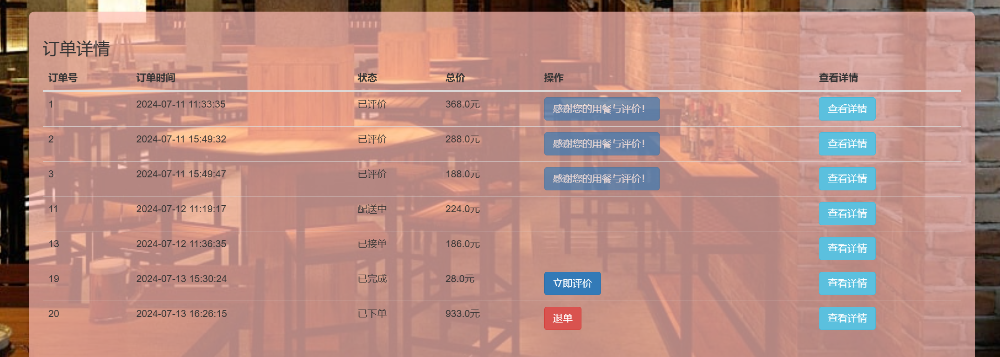 订单详情
订单号 订单时间 状态 总价 操作 查看详情
1 2024-07-11 11:33:35 已评价 368.0元 感谢您的用餐与评价! 查看详情
2 2024-07-11 15:49:32 已评价 288.0元 感谢您的用餐与评价! 查看详情
3 2024-07-11 15:49:47 已评价 188.0元 感谢您的用餐与评价! 查看详情
11 2024-07-12 11:19:17 配送中 224.0元 查看详情
13 2024-07-12 11:36:35 已接单 186.0元 查看详情
19 2024-07-13 15:30:24 已完成 28.0元 立即评价 查看详情
20 2024-07-13 16:26:15 已下单 933.0元 退单 查看详情